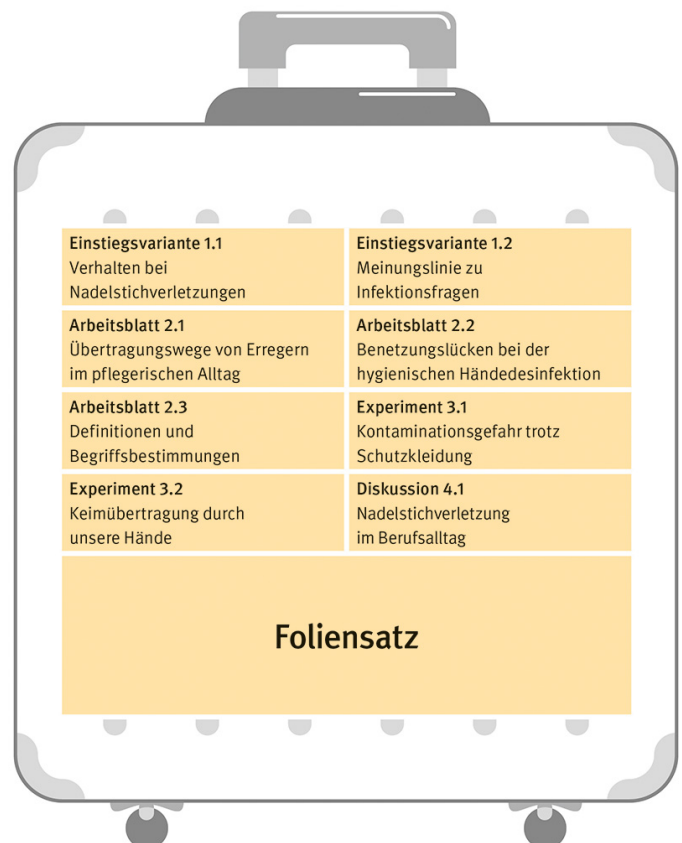 Einstiegsvariante 1.1
Verhalten bei
Nadelstichverletzungen
Einstiegsvariante 1.2
Meinungslinie zu
Infektionsfragen
Arbeitsblatt 2.1
Übertragungswege von Erregern
im pflegerischen Alltag
Arbeitsblatt 2.2
Benetzungslücken bei der
hygienischen Händedesinfektion
Arbeitsblatt 2.3
Definitionen und
Begriffsbestimmungen
Experiment 3.1
Kontaminationsgefahr trotz
Schutzkleidung
Experiment 3.2
Keimübertragung durch
unsere Hände
Diskussion 4.1
Nadelstichverletzung
im Berufsalltag
Foliensatz